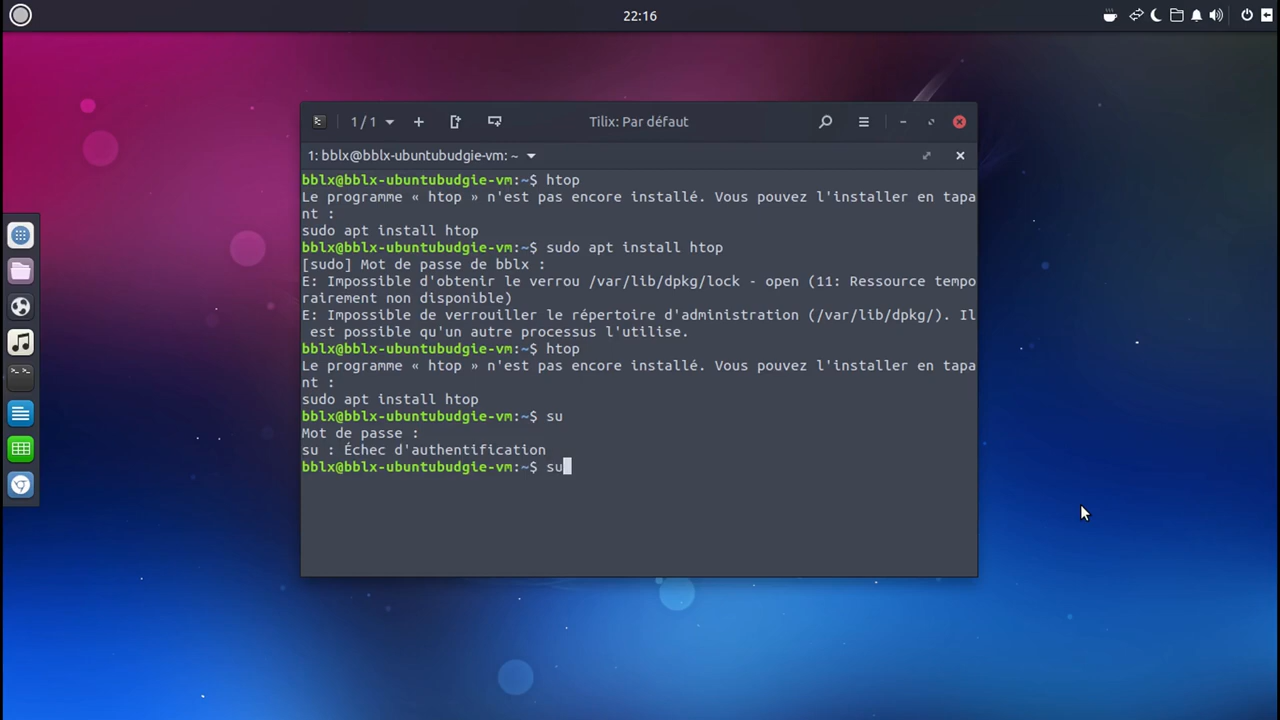 22:16
1 / 1
Tilix: Par défaut
1: bblx@bblx-ubuntubudgie-vm: ~
bblx@bblx-ubuntubudgie-vm:~$ htop
Le programme « htop » n'est pas encore installé. Vous pouvez l'installer en tapa
nt :
sudo apt install htop
bblx@bblx-ubuntubudgie-vm:~$ sudo apt install htop
[sudo] Mot de passe de bblx :
E: Impossible d'obtenir le verrou /var/lib/dpkg/lock - open (11: Ressource tempo
rairement non disponible)
E: Impossible de verrouiller le répertoire d'administration (/var/lib/dpkg/). Il
 est possible qu'un autre processus l'utilise.
bblx@bblx-ubuntubudgie-vm:~$ htop
Le programme « htop » n'est pas encore installé. Vous pouvez l'installer en tapa
nt :
sudo apt install htop
bblx@bblx-ubuntubudgie-vm:~$ su
Mot de passe :
su : Échec d'authentification
bblx@bblx-ubuntubudgie-vm:~$ su